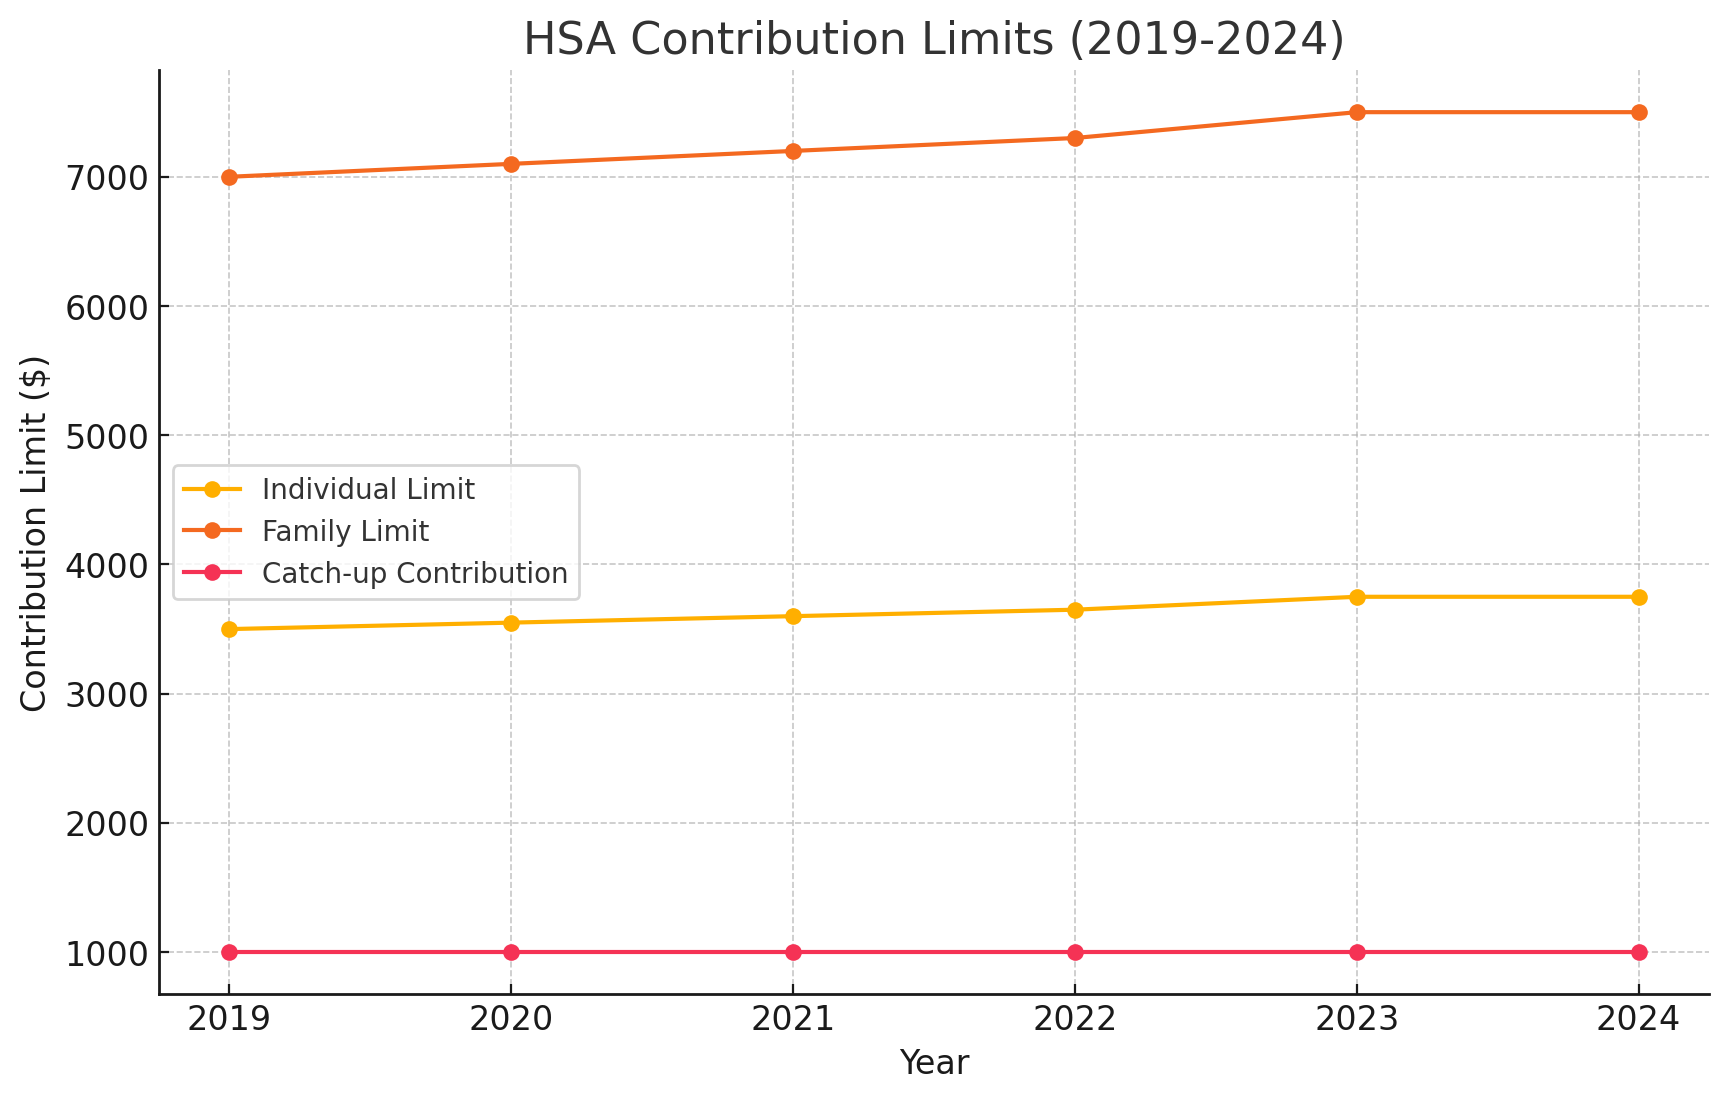 HSA Contribution Limits (2019-2024)
Contribution Limit ($)
7000
6000
5000
4000
3000
2000
1000
Individual Limit
Family Limit
Catch-up Contribution
2019 2020 2021 2022 2023 2024
Year